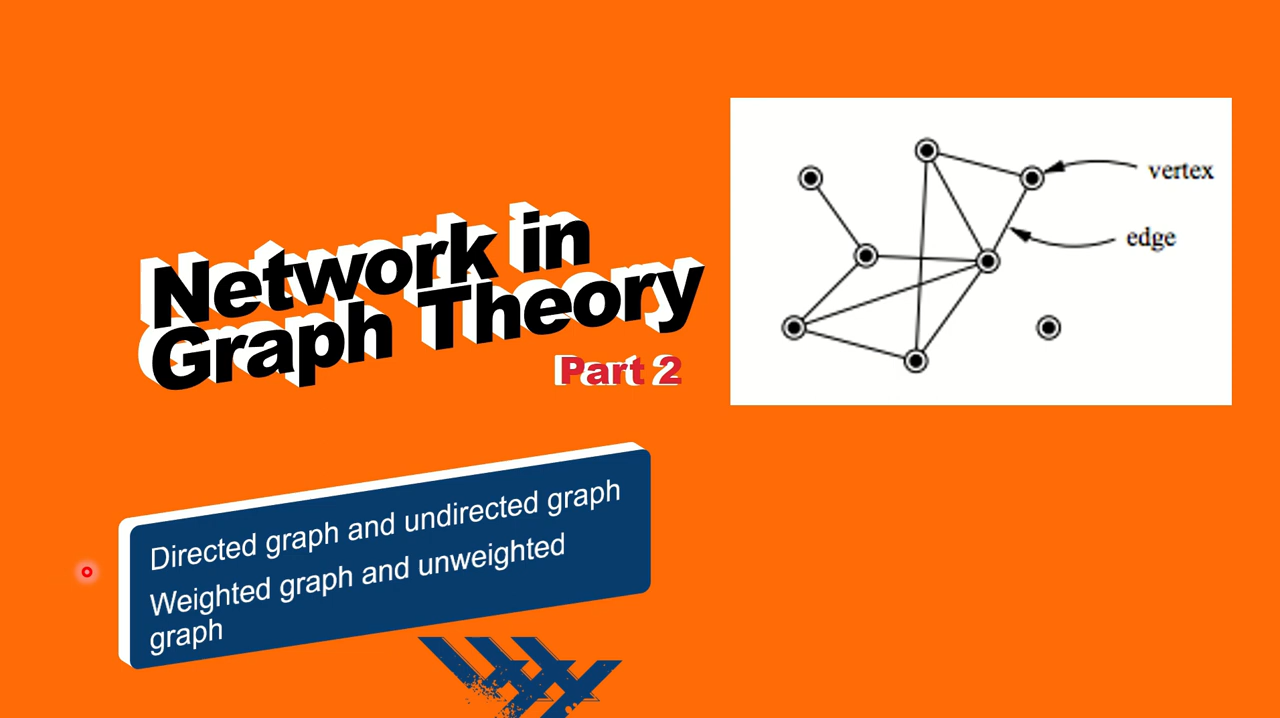 Network in
Graph Theory
Part 2
vertex
edge
Directed graph and undirected graph
Weighted graph and unweighted
graph